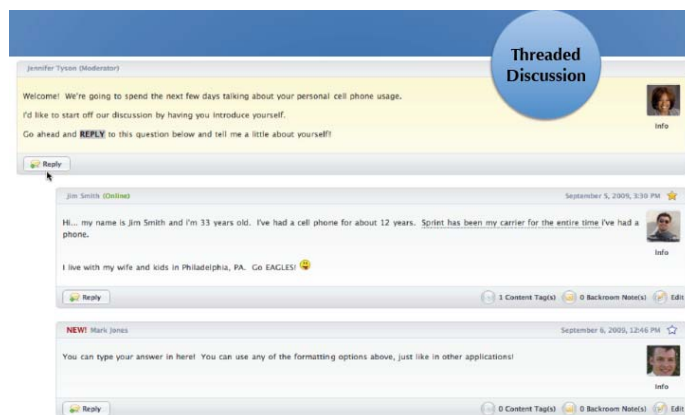 Threaded
Discussion
Jennifer Tyson (Moderator)
Welcome! We're going to spend the next few days talking about your personal cell phone usage.
I'd like to start off our discussion by having you introduce yourself.
Go ahead and REPLY to this question below and tell me a little about yourself!
Info
Reply
Jim Smith (Online)
September 5, 2009, 3:30 PM
Hi... my name is Jim Smith and i'm 33 years old. I've had a cell phone for about 12 years. Sprint has been my carrier for the entire time I've had a
phone.
Info
I live with my wife and kids in Philadelphia, PA. Go EAGLES!
Reply
1 Content Tag(s)
0 Backroom Note(s)
Edit
NEW! Mark Jones
September 6, 2009, 12:46 PM
You can type your answer in here! You can use any of the formatting options above, just like in other applications!
Info
Reply
0 Content Tag(s)
0 Backroom Note(s)
Edit